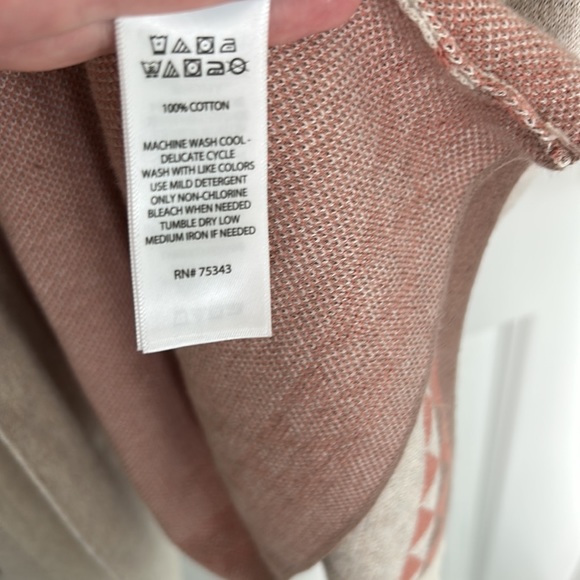 100% COTTON
MACHINE WASH COOL -
DELICATE CYCLE
WASH WITH LIKE COLORS
USE MILD DETERGENT
ONLY NON-CHLORINE
BLEACH WHEN NEEDED
TUMBLE DRY LOW
MEDIUM IRON IF NEEDED
RN# 75343